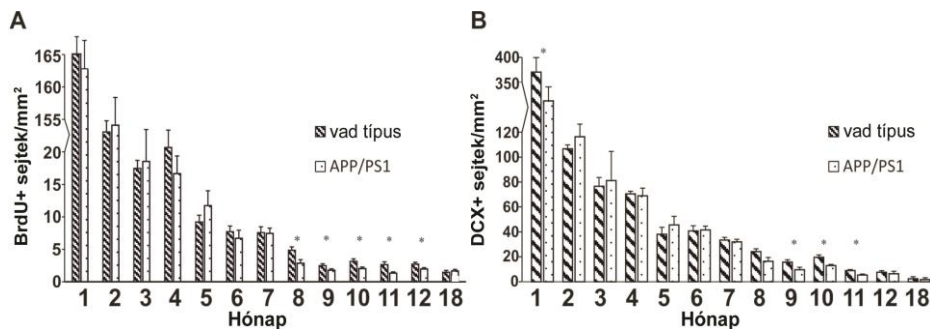 A
BrdU+ sejtek/mm²
165
160
155
20
15
10
5
0
vad típus
APP/PS1
* * * * *
1 2 3 4 5 6 7 8 9 10 11 12 18
Hónap
B
DCX+ sejtek/mm²
400
350
120
100
80
60
40
20
0
*
vad típus
APP/PS1
* * *
1 2 3 4 5 6 7 8 9 10 11 12 18
Hónap